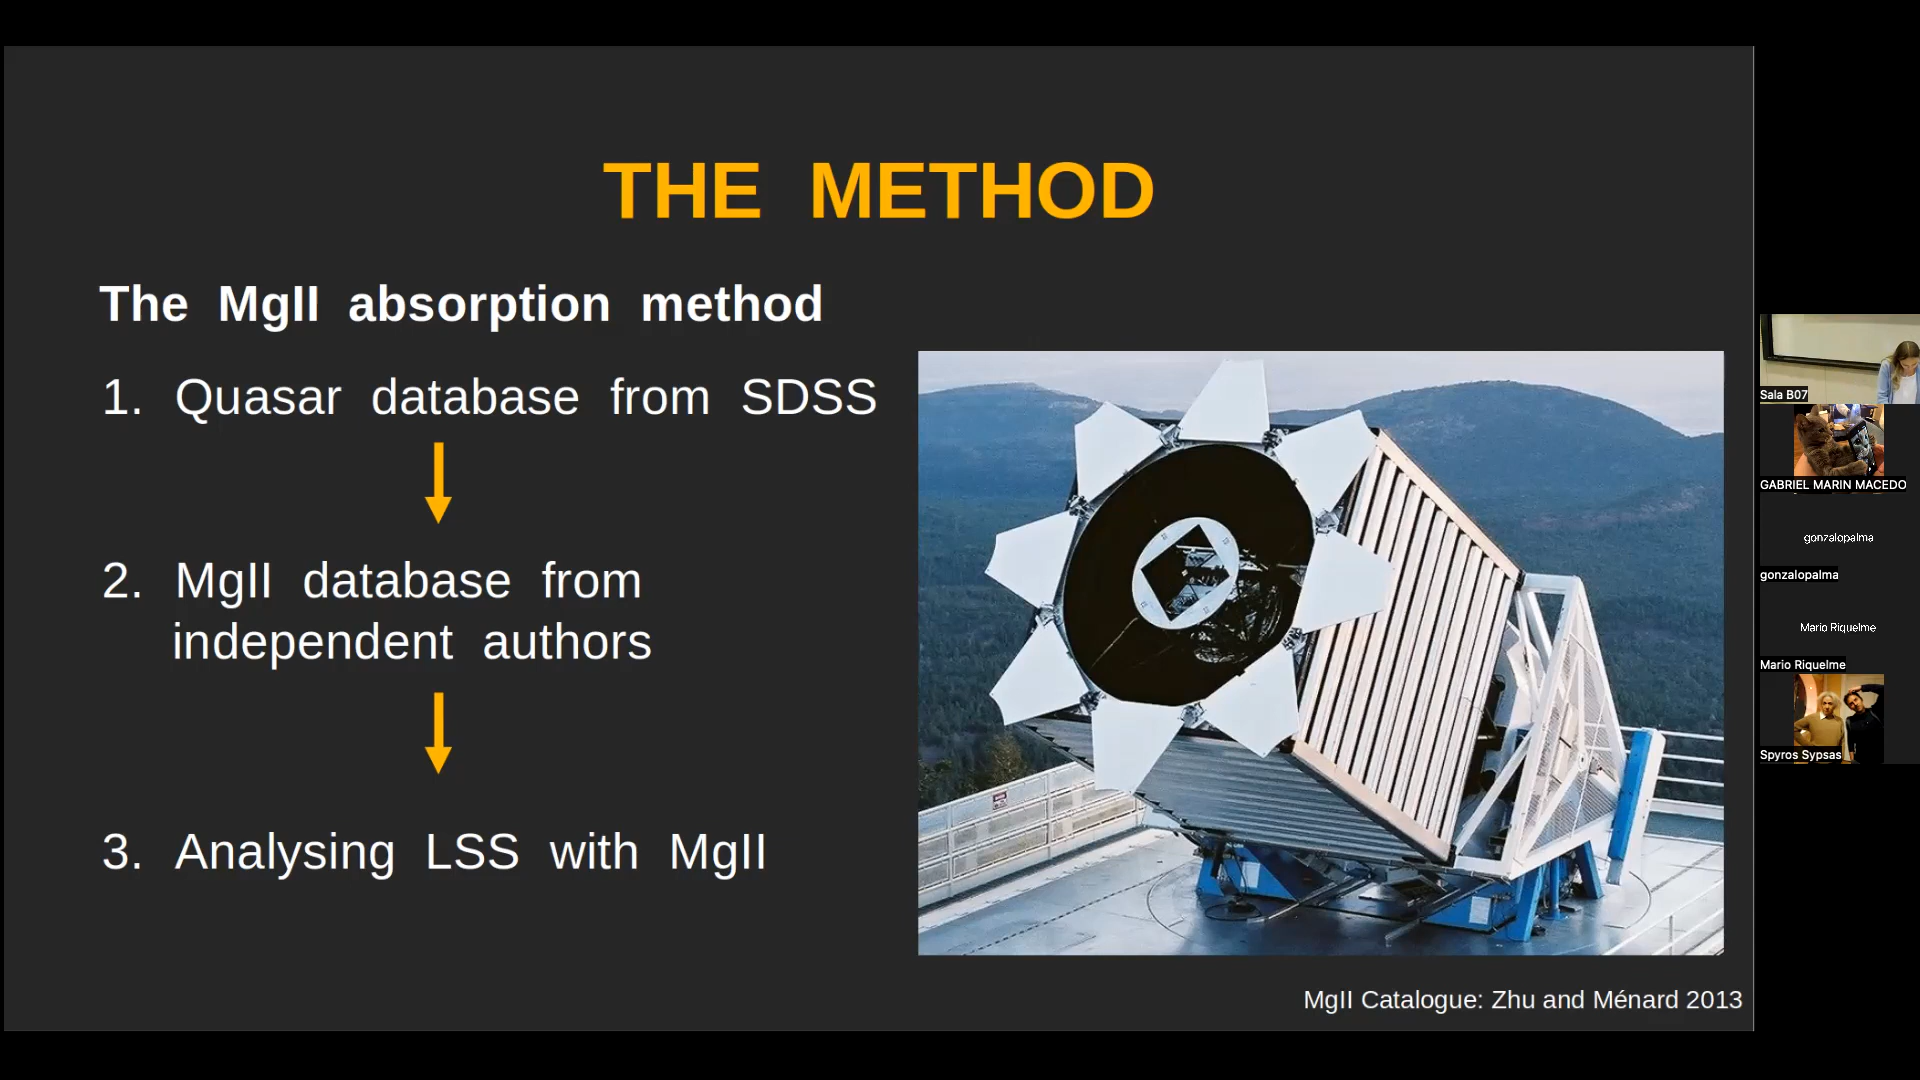 THE METHOD
The MgII absorption method
1. Quasar database from SDSS
2. MgII database from
independent authors
3. Analysing LSS with MgII
MgII Catalogue: Zhu and Ménard 2013
Sala B07
GABRIEL MARIN MACEDO
gonzalopalma
gonzalopalma
Mario Riquelme
Mario Riquelme
Spyros Sypsas